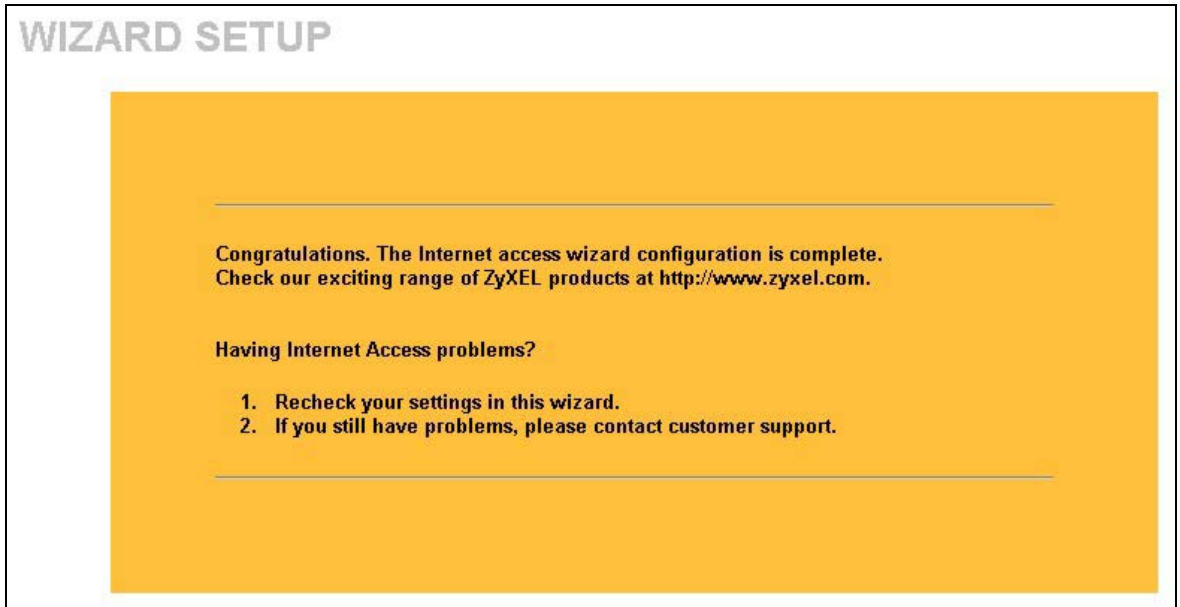 WIZARD SETUP
Congratulations. The Internet access wizard configuration is complete.
Check our exciting range of ZyXEL products at http://www.zyxel.com.
Having Internet Access problems?
1. Recheck your settings in this wizard.
2. If you still have problems, please contact customer support.